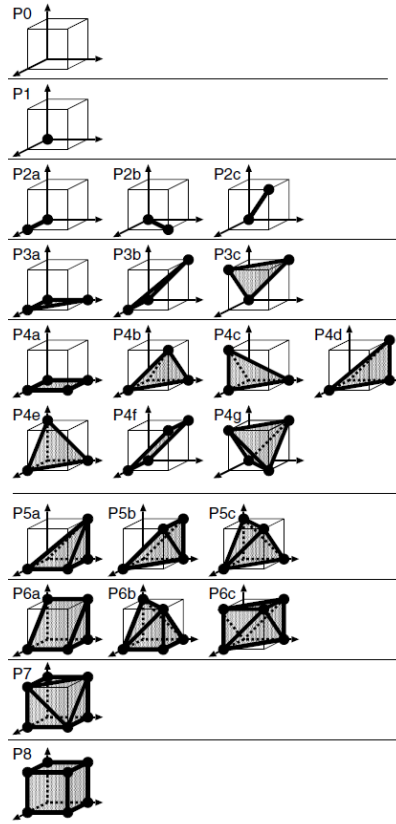 P0
P1
P2a P2b P2c
P3a P3b P3c
P4a P4b P4c P4d
P4e P4f P4g
P5a P5b P5c
P6a P6b P6c
P7
P8